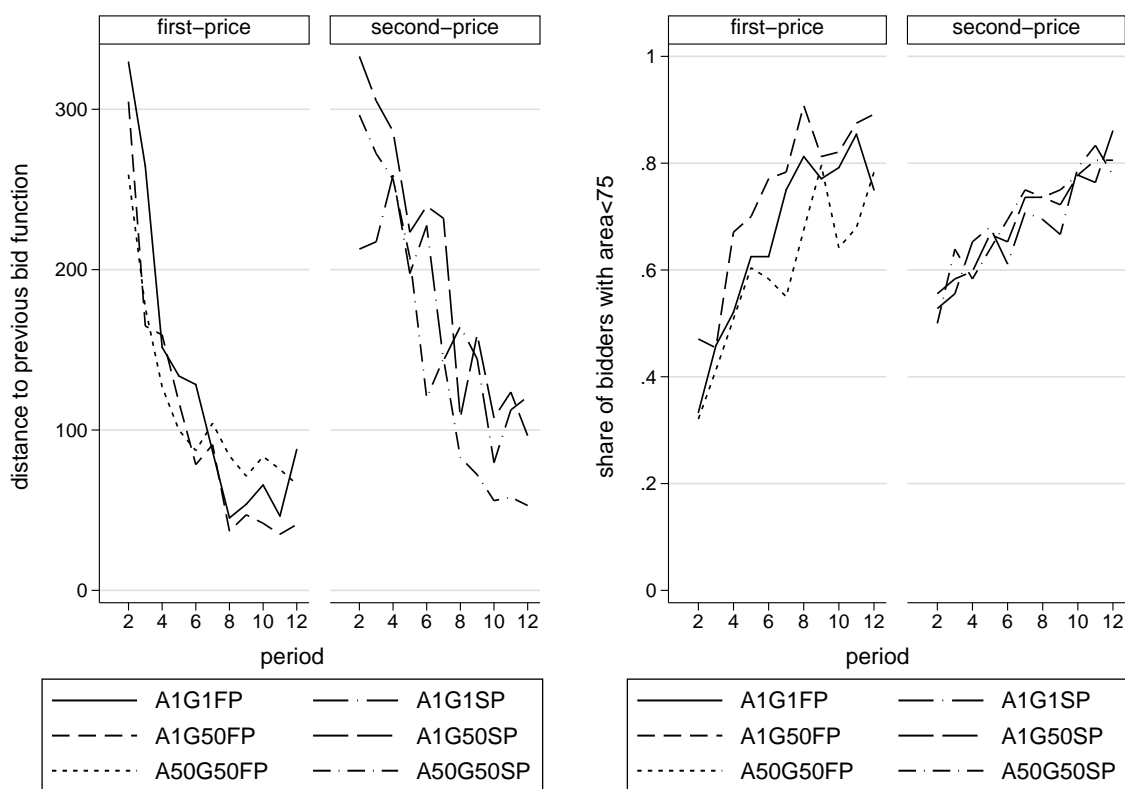 first−price second−price
300
200
100
0
distance to previous bid function
2 4 6 8 10 12 2 4 6 8 10 12
period
A1G1FP A1G1SP
A1G50FP A1G50SP
A50G50FP A50G50SP
first−price second−price
1
.8
.6
.4
.2
0
share of bidders with area<75
2 4 6 8 10 12 2 4 6 8 10 12
period
A1G1FP A1G1SP
A1G50FP A1G50SP
A50G50FP A50G50SP